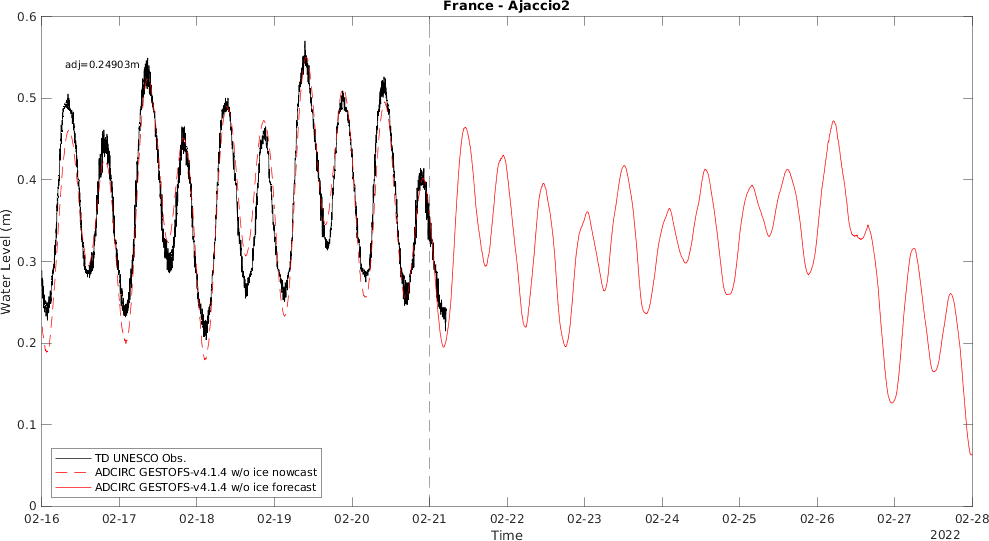 France - Ajaccio2
adj=0.24903m
0.6
0.5
0.4
0.3
0.2
0.1
0
Water Level (m)
TD UNESCO Obs.
ADCIRC GESTOFS-v4.1.4 w/o ice nowcast
ADCIRC GESTOFS-v4.1.4 w/o ice forecast
02-16 02-17 02-18 02-19 02-20 02-21 02-22 02-23 02-24 02-25 02-26 02-27 02-28
Time
2022